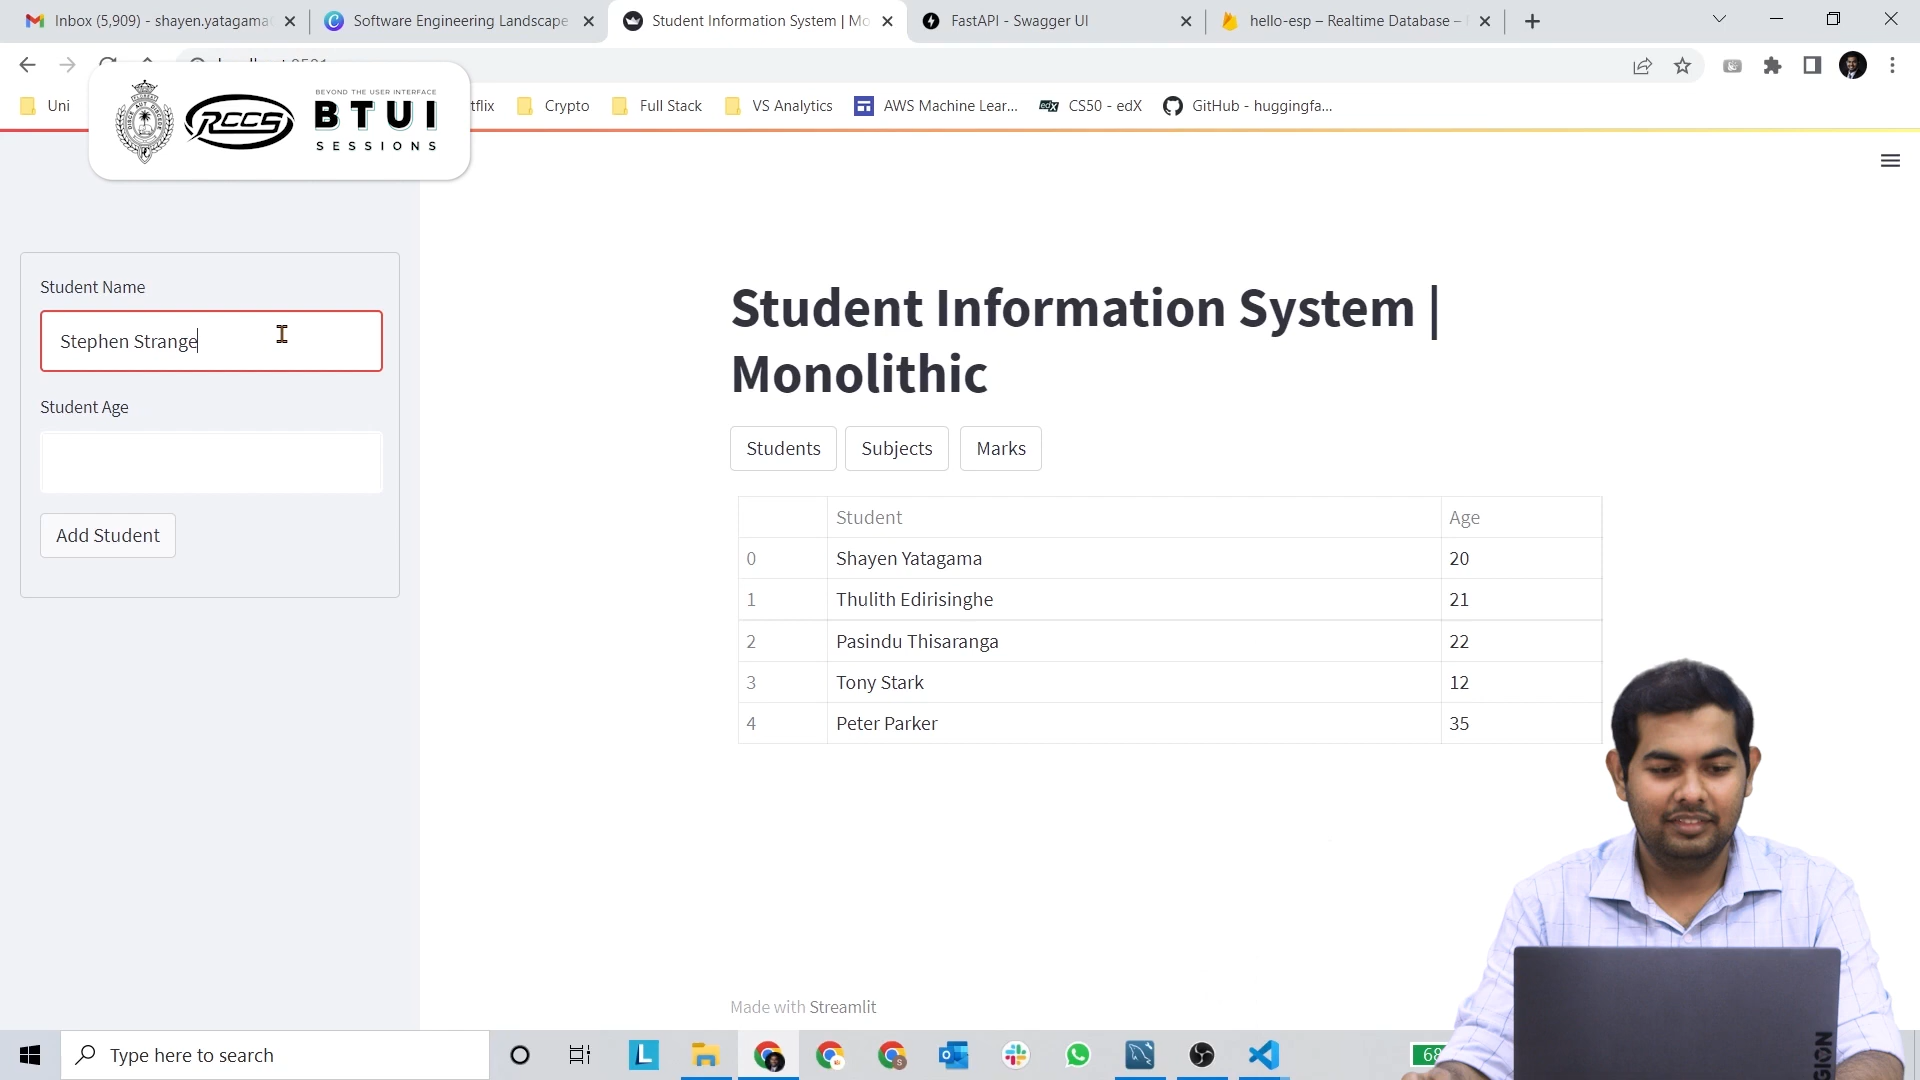 Inbox (5,909) - shayen.yatagama
Software Engineering Landscape
Student Information System | Mo
FastAPI - Swagger UI
hello-esp – Realtime Database –
Uni
BEYOND THE USER INTERFACE
RCCS
BTUI
SESSIONS
tflix
Crypto
Full Stack
VS Analytics
AWS Machine Lear...
edX
CS50 - edX
GitHub - huggingfa...
Student Name
Stephen Strange
Student Age
Add Student
Student Information System |
Monolithic
Students
Subjects
Marks
Student Age
0 Shayen Yatagama 20
1 Thulith Edirisinghe 21
2 Pasindu Thisaranga 22
3 Tony Stark 12
4 Peter Parker 35
Made with Streamlit
Type here to search
L
68